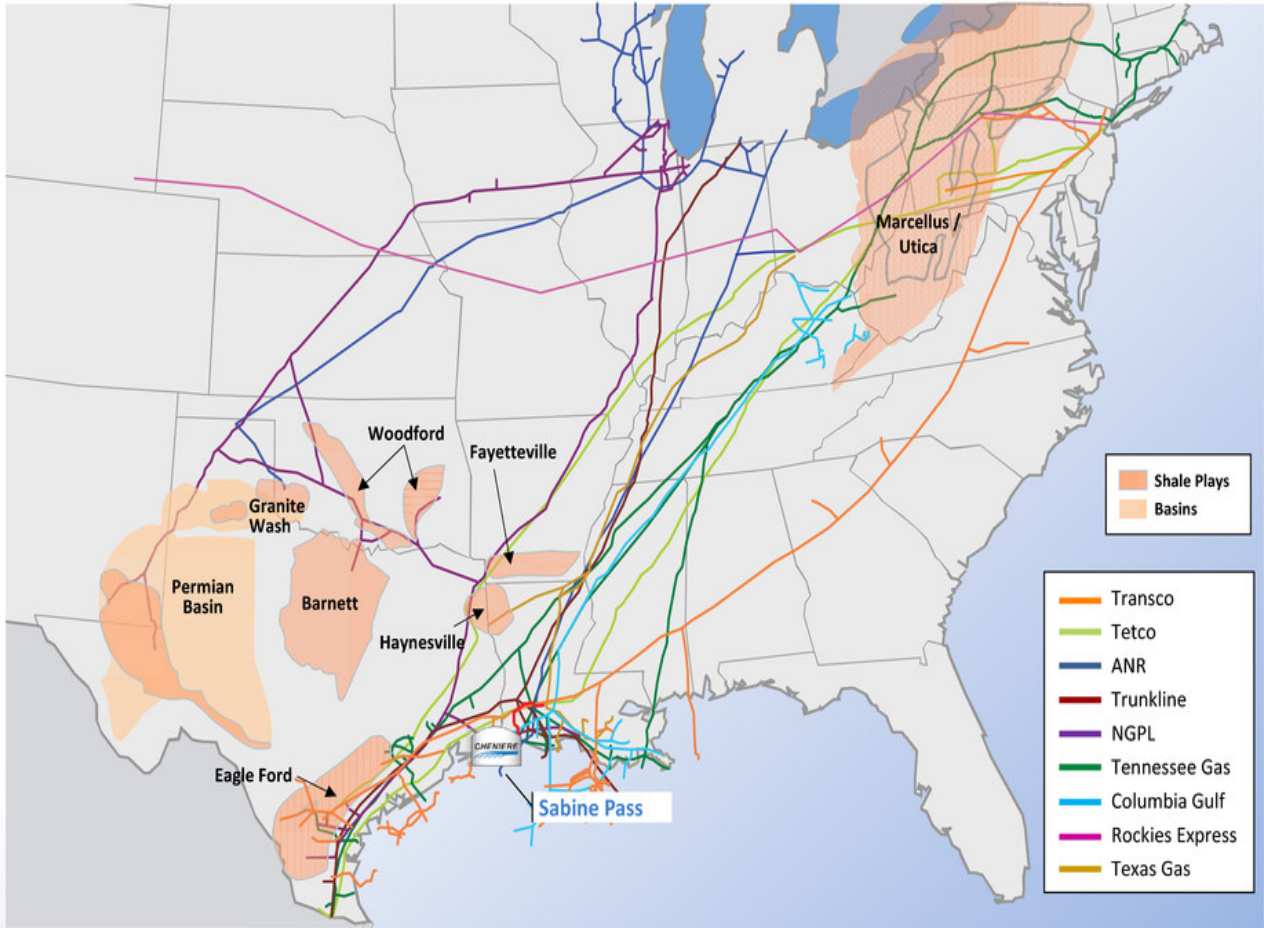 Marcellus /
Utica
Woodford
Fayetteville
Granite
Wash
Permian
Basin
Barnett
Haynesville
Eagle Ford
CHENIERE
Sabine Pass
Shale Plays
Basins
Transco
Tetco
ANR
Trunkline
NGPL
Tennessee Gas
Columbia Gulf
Rockies Express
Texas Gas